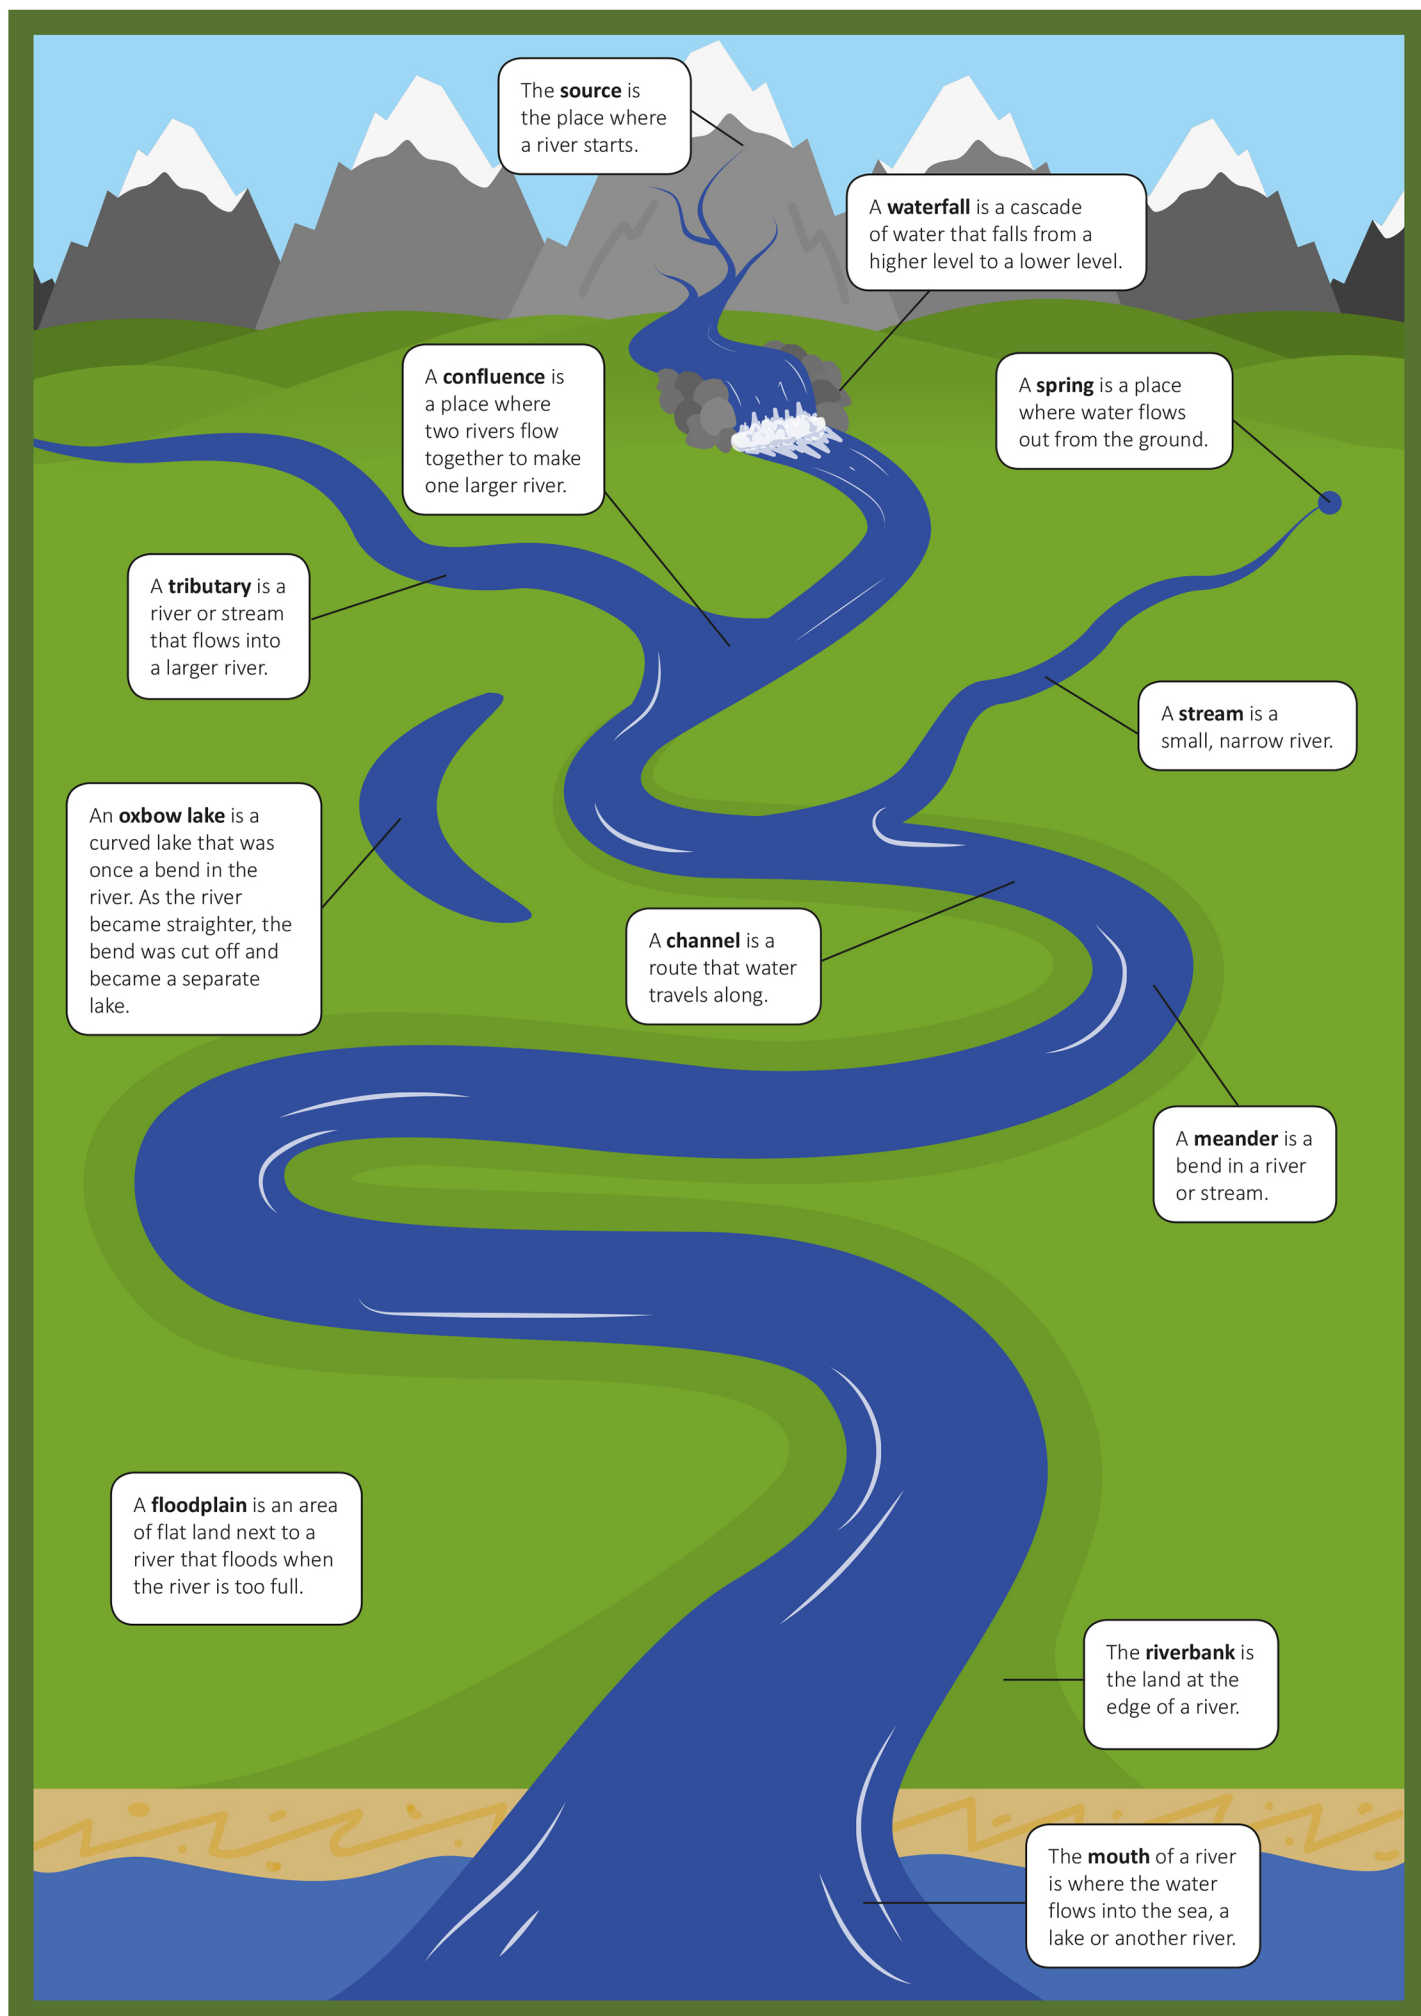 The source is
the place where
a river starts.
A waterfall is a cascade
of water that falls from a
higher level to a lower level.
A confluence is
a place where
two rivers flow
together to make
one larger river.
A spring is a place
where water flows
out from the ground.
A tributary is a
river or stream
that flows into
a larger river.
A stream is a
small, narrow river.
An oxbow lake is a
curved lake that was
once a bend in the
river. As the river
became straighter, the
bend was cut off and
became a separate
lake.
A channel is a
route that water
travels along.
A meander is a
bend in a river
or stream.
A floodplain is an area
of flat land next to a
river that floods when
the river is too full.
The riverbank is
the land at the
edge of a river.
The mouth of a river
is where the water
flows into the sea, a
lake or another river.